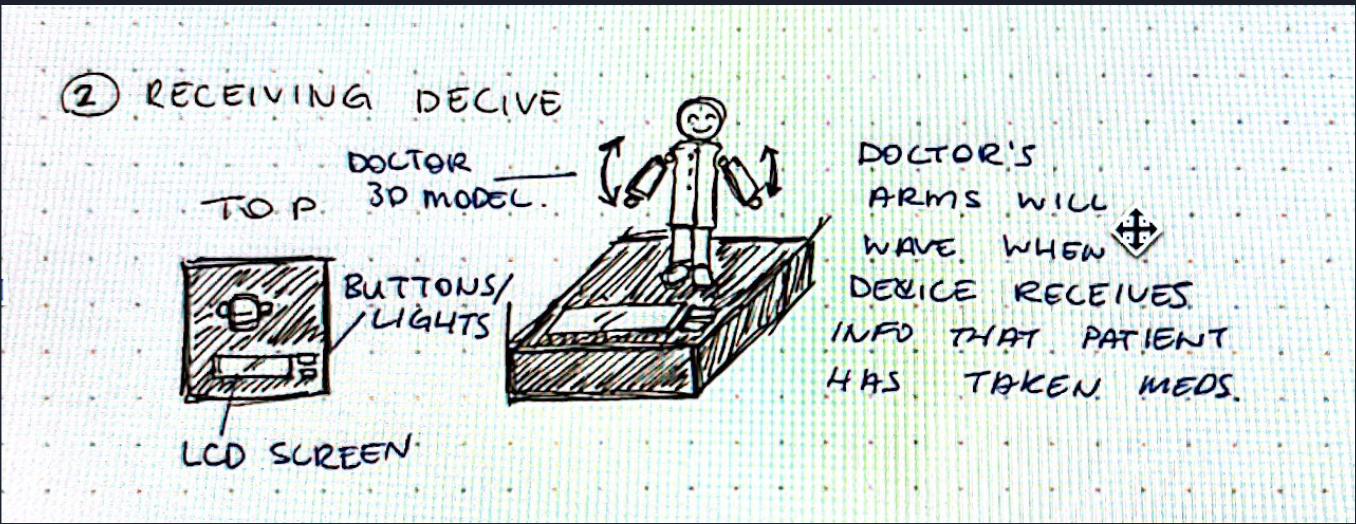 ② RECEIVING DECIVE
DOCTOR
3D MODEL.
TOP
BUTTONS/
LIGHTS
LCD SCREEN
DOCTOR'S
ARMS WILL
WAVE WHEN
DEVICE RECEIVES
INFO THAT PATIENT
HAS TAKEN MEDS.